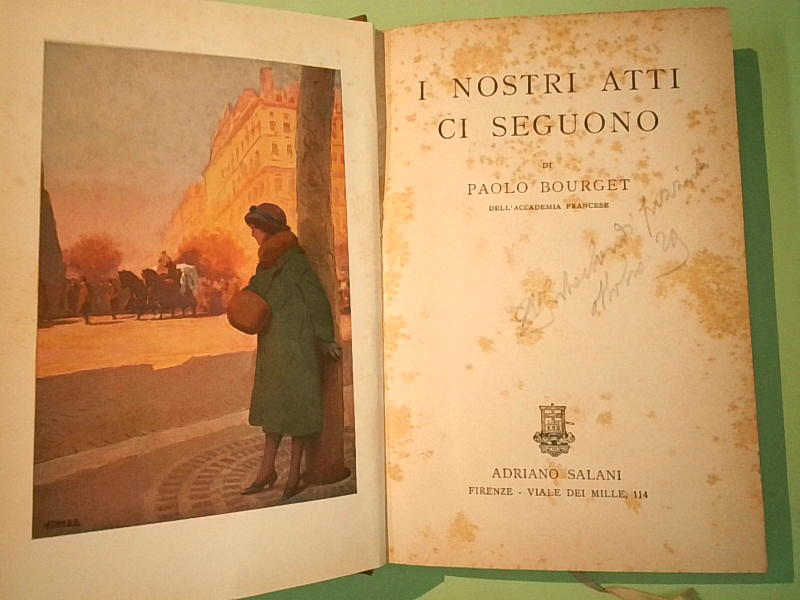 I NOSTRI ATTI
CI SEGUONO
DI
PAOLO BOURGET
DELL'ACCADEMIA FRANCESE
ADRIANO SALANI
FIRENZE - VIALE DEI MILLE, 114